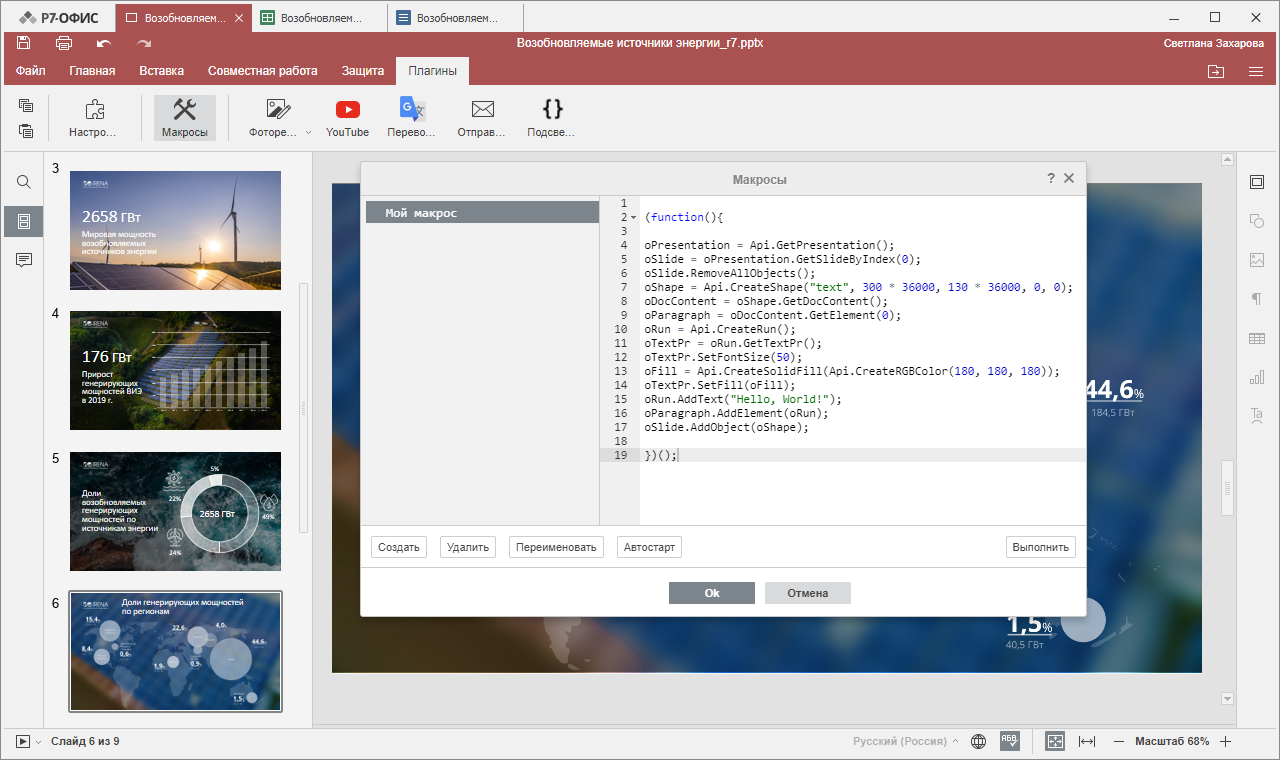 Р7-ОФИС
Возобновляем...
Возобновляем...
Возобновляем...
Возобновляемые источники энергии_r7.pptx
Светлана Захарова
Файл Главная Вставка Совместная работа Защита Плагины
Настро... Макросы Фоторе... YouTube Перево... Отправ... Подсве...
3
IRENA
2658 ГВт
Мировая мощность
возобновляемых
источников энергии
4
IRENA
176 ГВт
Прирост
генерирующих
мощностей ВИЭ
в 2019 г.
5
IRENA
Доли
возобновляемых
генерирующих
мощностей по
источникам энергии
5%
22%
2658 ГВт
49%
24%
6
IRENA
Доли генерирующих мощностей
по регионам
15,4%
22,6%
4,0%
44,6%
8,4%
0,6%
1,9%
0,9%
1,5%
Макросы
?
Мой макрос
1
2 (function(){
3
4 oPresentation = Api.GetPresentation();
5 oSlide = oPresentation.GetSlideByIndex(0);
6 oSlide.RemoveAllObjects();
7 oShape = Api.CreateShape("text", 300 * 36000, 130 * 36000, 0, 0);
8 oDocContent = oShape.GetDocContent();
9 oParagraph = oDocContent.GetElement(0);
10 oRun = Api.CreateRun();
11 oTextPr = oRun.GetTextPr();
12 oTextPr.SetFontSize(50);
13 oFill = Api.CreateSolidFill(Api.CreateRGBColor(180, 180, 180));
14 oTextPr.SetFill(oFill);
15 oRun.AddText("Hello, World!");
16 oParagraph.AddElement(oRun);
17 oSlide.AddObject(oShape);
18
19 })();
Создать Удалить Переименовать Автостарт Выполнить
Ok Отмена
44,6%
184,5 ГВт
1,5%
40,5 ГВт
Слайд 6 из 9
Русский (Россия)
АБВ
Масштаб 68%